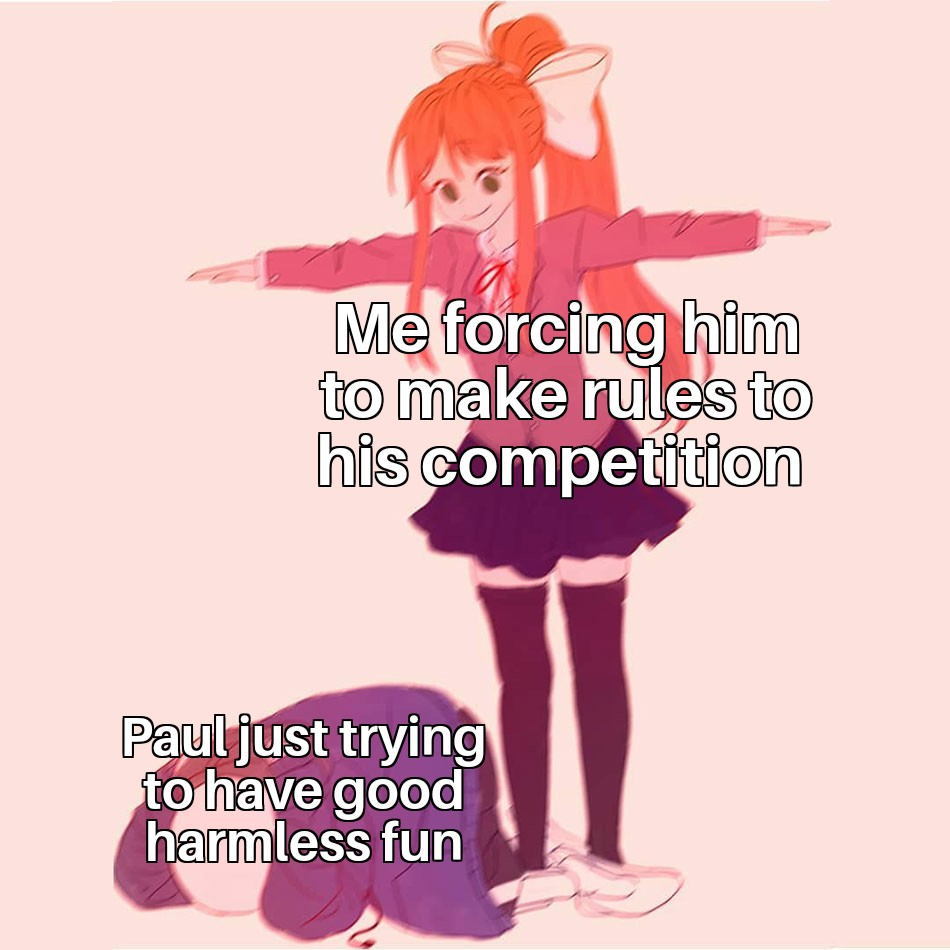 Me forcing him
to make rules to
his competition
Paul just trying
to have good
harmless fun